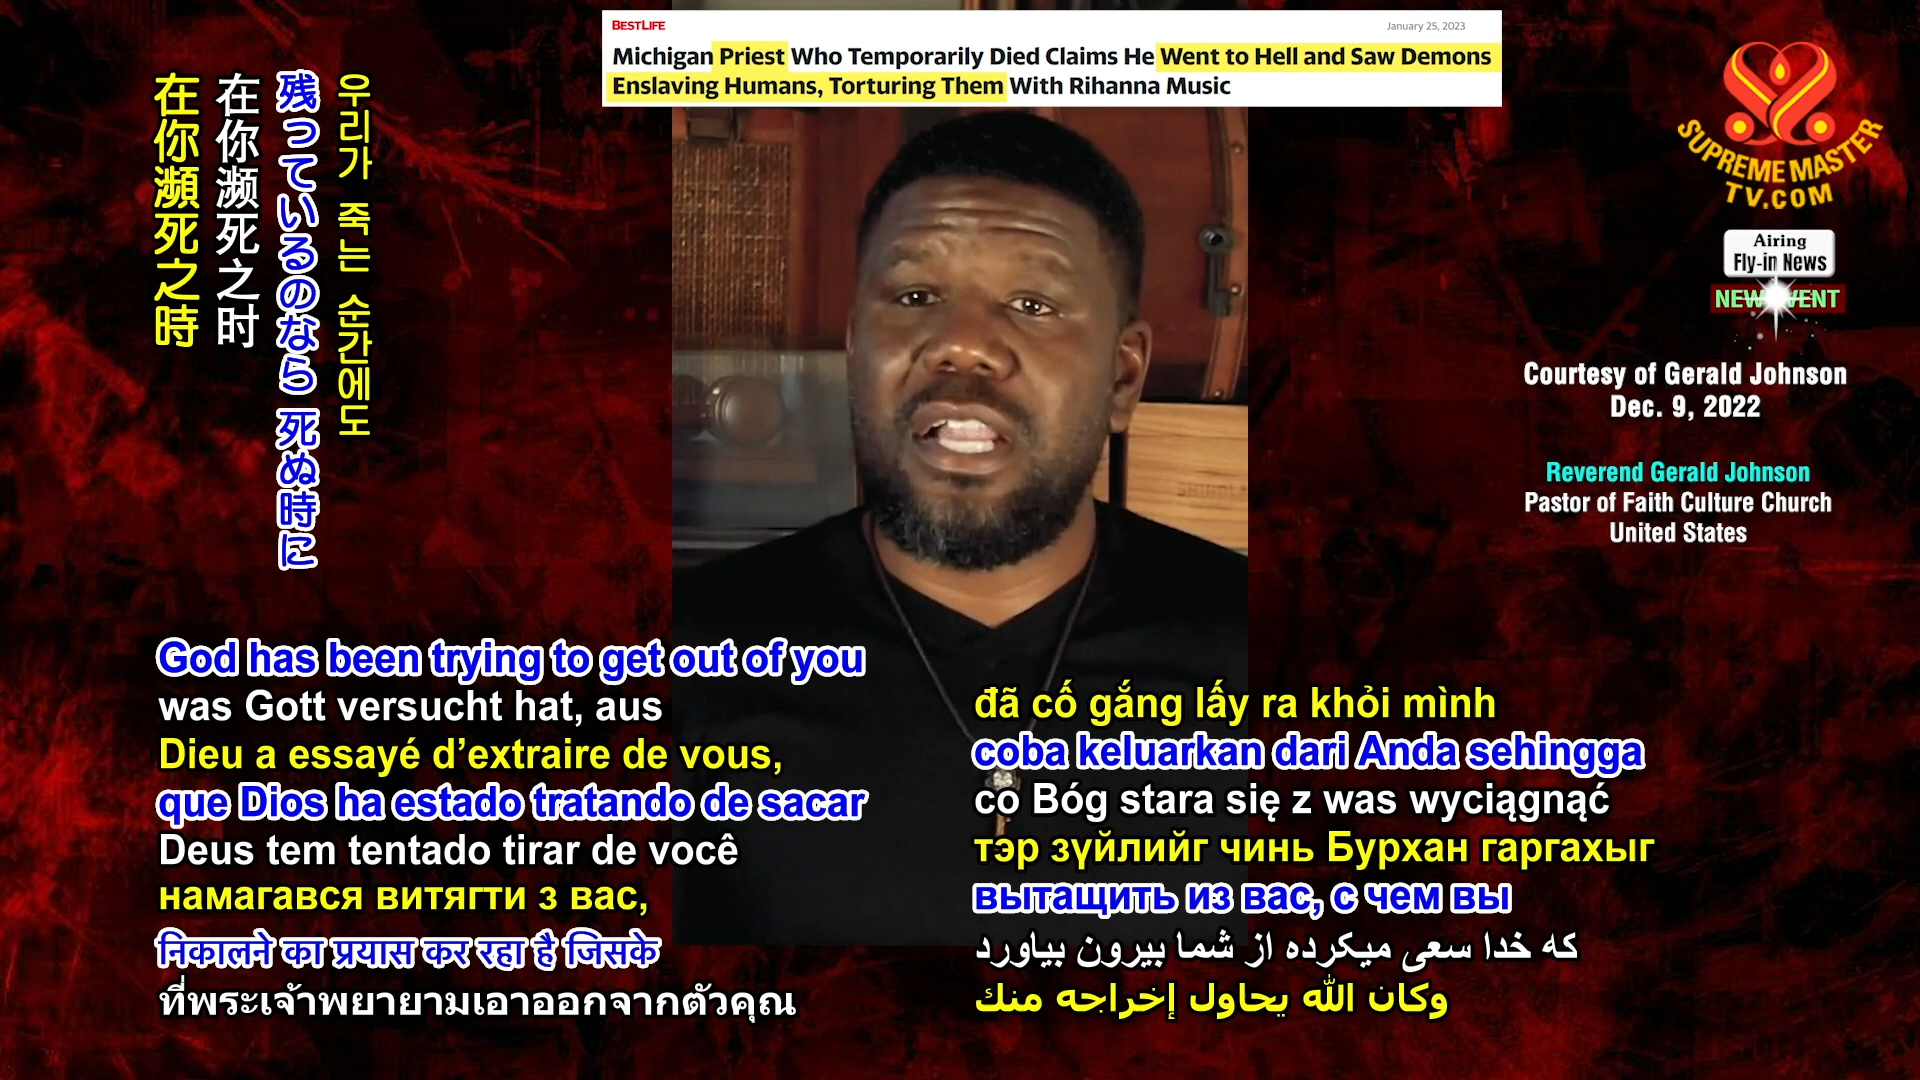 BESTLIFE
January 25, 2023
Michigan Priest Who Temporarily Died Claims He Went to Hell and Saw Demons
Enslaving Humans, Torturing Them With Rihanna Music
우리가 죽는 순간에도
残っているのなら 死ぬ時に
在你濒死之时
在你瀕死之時
SUPREME MASTER
TV.COM
Airing
Fly-in News
Courtesy of Gerald Johnson
Dec. 9, 2022
Reverend Gerald Johnson
Pastor of Faith Culture Church
United States
God has been trying to get out of you
was Gott versucht hat, aus
Dieu a essayé d’extraire de vous,
que Dios ha estado tratando de sacar
Deus tem tentado tirar de você
намагався витягти з вас,
निकालने का प्रयास कर रहा है जिसके
ที่พระเจ้าพยายามเอาออกจากตัวคุณ
đã cố gắng lấy ra khỏi mình
coba keluarkan dari Anda sehingga
co Bóg stara się z was wyciągnąć
тэр зүйлийг чинь Бурхан гаргахыг
вытащить из вас, с чем вы
که خدا سعی میکرده از شما بیرون بیاورد
وكان الله يحاول إخراجه منك